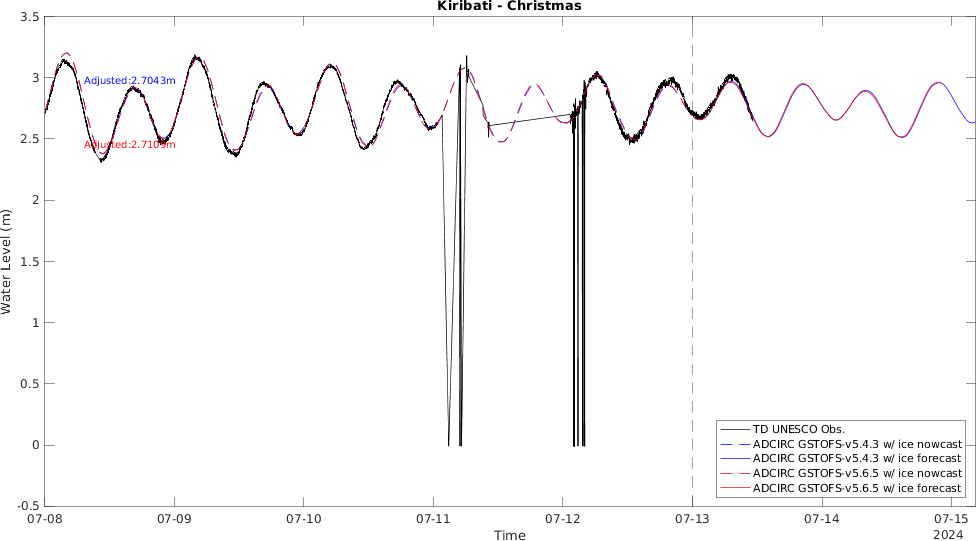 Kiribati - Christmas
3.5
3
2.5
2
1.5
1
0.5
0
-0.5
Water Level (m)
Adjusted:2.7043m
Adjusted:2.7109m
TD UNESCO Obs.
ADCIRC GSTOFS-v5.4.3 w/ ice nowcast
ADCIRC GSTOFS-v5.4.3 w/ ice forecast
ADCIRC GSTOFS-v5.6.5 w/ ice nowcast
ADCIRC GSTOFS-v5.6.5 w/ ice forecast
07-08 07-09 07-10 07-11 07-12 07-13 07-14 07-15
Time
2024